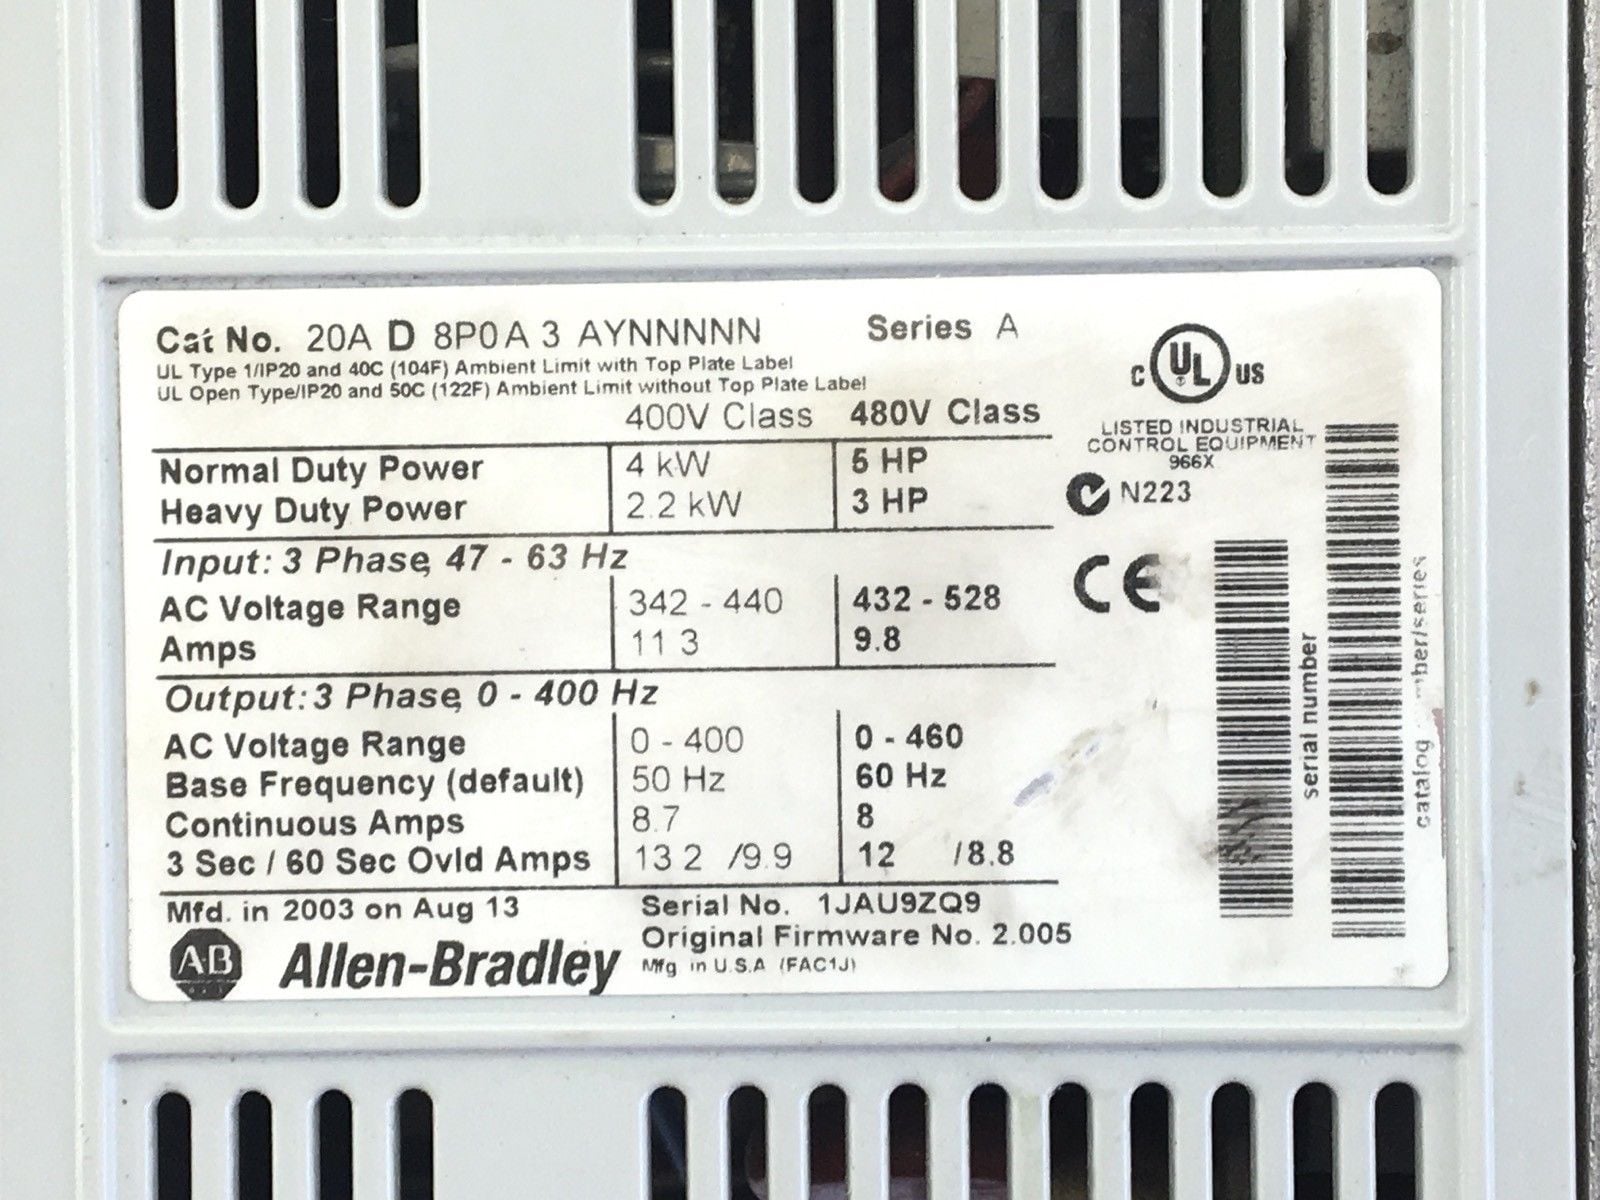 Cat No. 20A D 8P0 A 3 AYNNNNN Series A
UL Type 1/IP20 and 40C (104F) Ambient Limit with Top Plate Label
UL Open Type/IP20 and 50C (122F) Ambient Limit without Top Plate Label
400V Class 480V Class
Normal Duty Power 4 kW 5 HP
Heavy Duty Power 2.2 kW 3 HP
Input: 3 Phase, 47 - 63 Hz
AC Voltage Range 342 - 440 432 - 528
Amps 11 3 9.8
Output: 3 Phase, 0 - 400 Hz
AC Voltage Range 0 - 400 0 - 460
Base Frequency (default) 50 Hz 60 Hz
Continuous Amps 8.7 8
3 Sec / 60 Sec Ovld Amps 13 2 /9.9 12 /8.8
Mfd. in 2003 on Aug 13 Serial No. 1JAU9ZQ9
Original Firmware No. 2.005
AB Allen-Bradley Mfg in U.S.A (FAC1J)
C UL US
LISTED INDUSTRIAL
CONTROL EQUIPMENT
966X
N223
CE
serial number
catalog /series